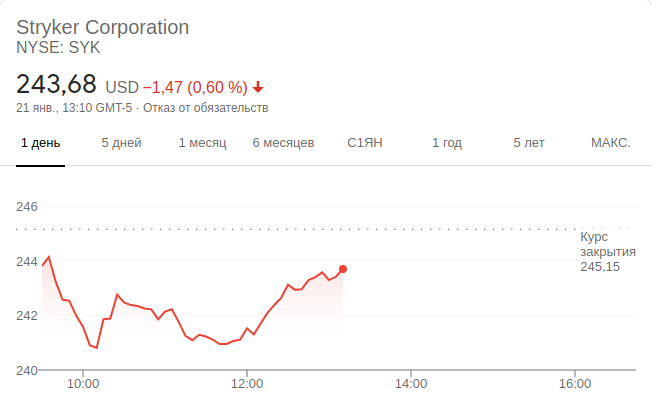 Stryker Corporation
NYSE: SYK
243,68 USD −1,47 (0,60 %)
21 янв., 13:10 GMT-5 · Отказ от обязательств
1 день 5 дней 1 месяц 6 месяцев С1ЯН 1 год 5 лет МАКС.
246
Курс
закрытия
245,15
244
242
240
10:00 12:00 14:00 16:00